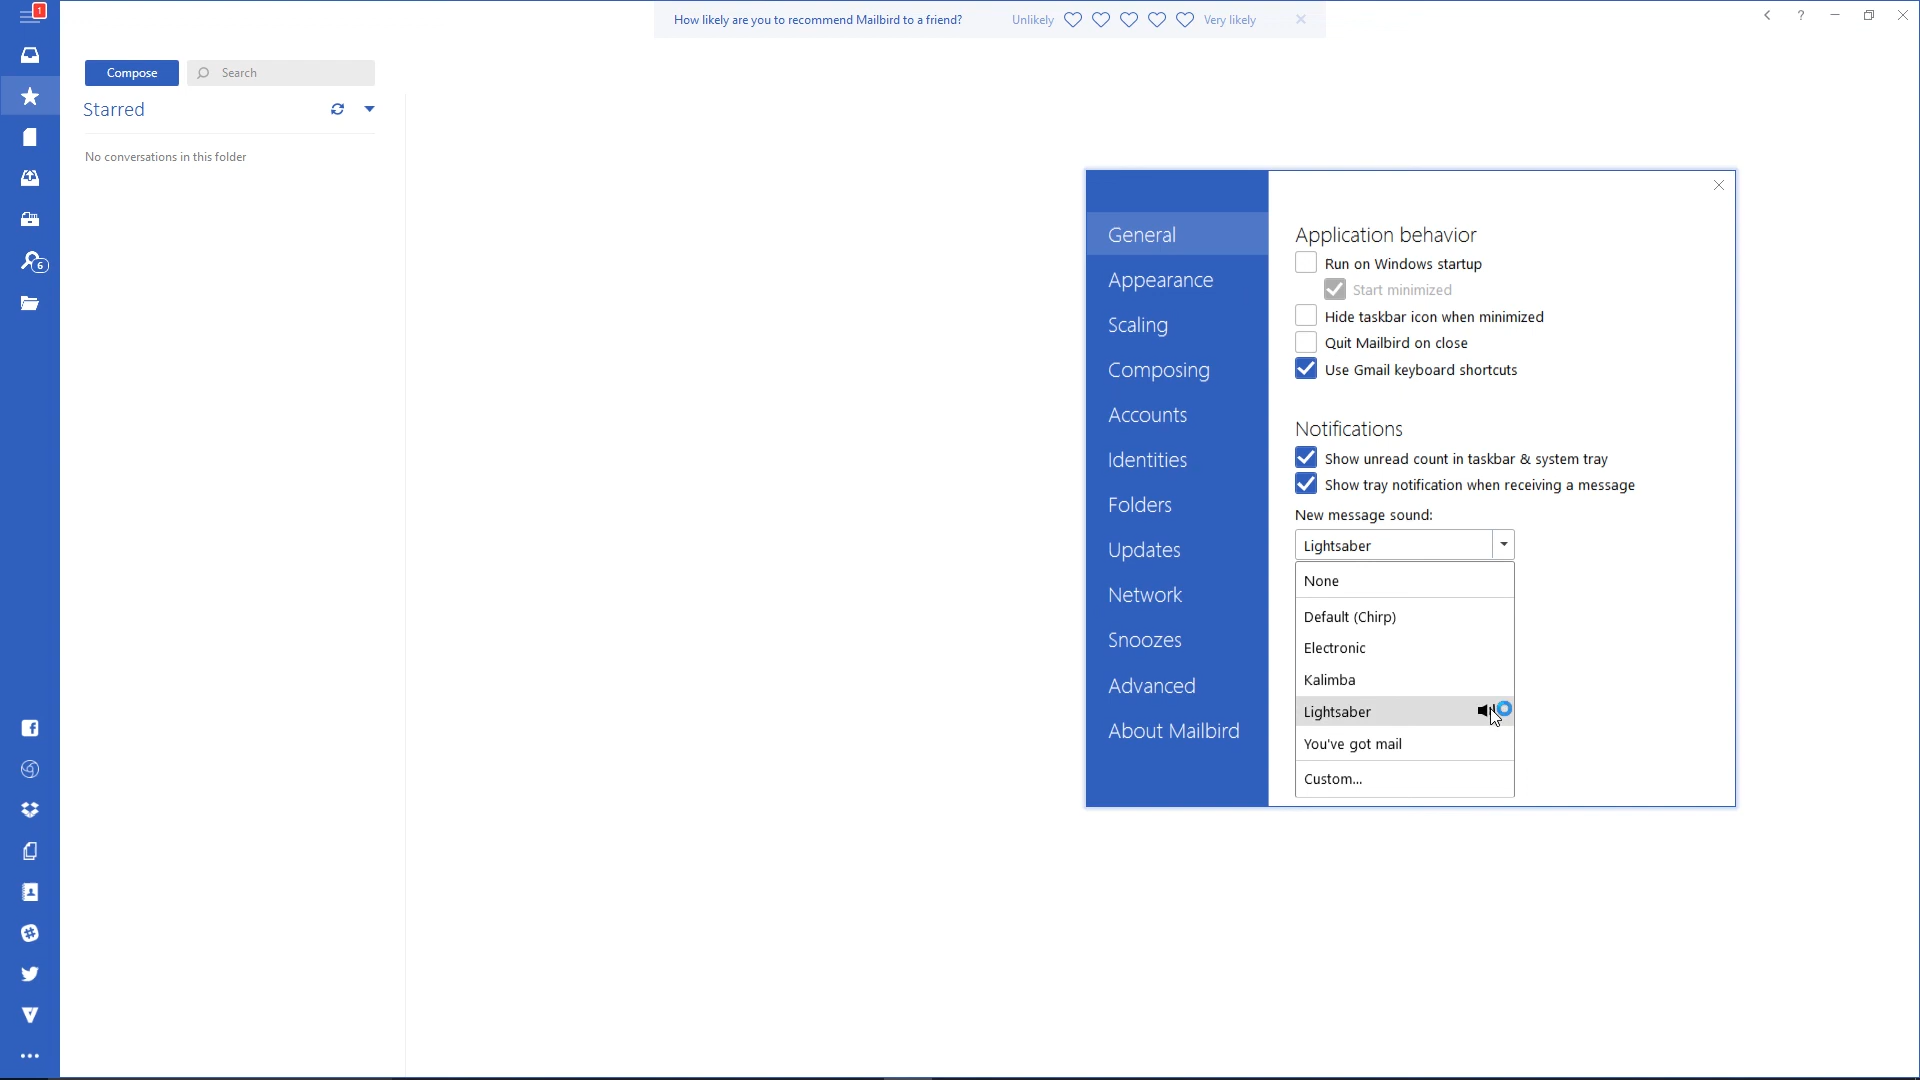 1
How likely are you to recommend Mailbird to a friend? Unlikely Very likely
?
Compose Search
Starred
No conversations in this folder
6
General
Appearance
Scaling
Composing
Accounts
Identities
Folders
Updates
Network
Snoozes
Advanced
About Mailbird
Application behavior
Run on Windows startup
Start minimized
Hide taskbar icon when minimized
Quit Mailbird on close
Use Gmail keyboard shortcuts
Notifications
Show unread count in taskbar & system tray
Show tray notification when receiving a message
New message sound:
Lightsaber
None
Default (Chirp)
Electronic
Kalimba
Lightsaber
You've got mail
Custom...